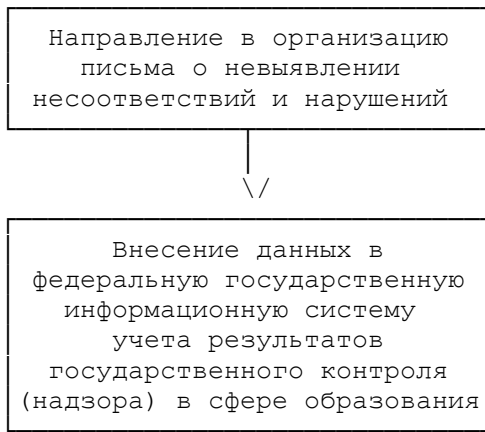 Направление в организацию
письма о невыявлении
несоответствий и нарушений
\/
Внесение данных в
федеральную государственную
информационную систему
учета результатов
государственного контроля
(надзора) в сфере образования